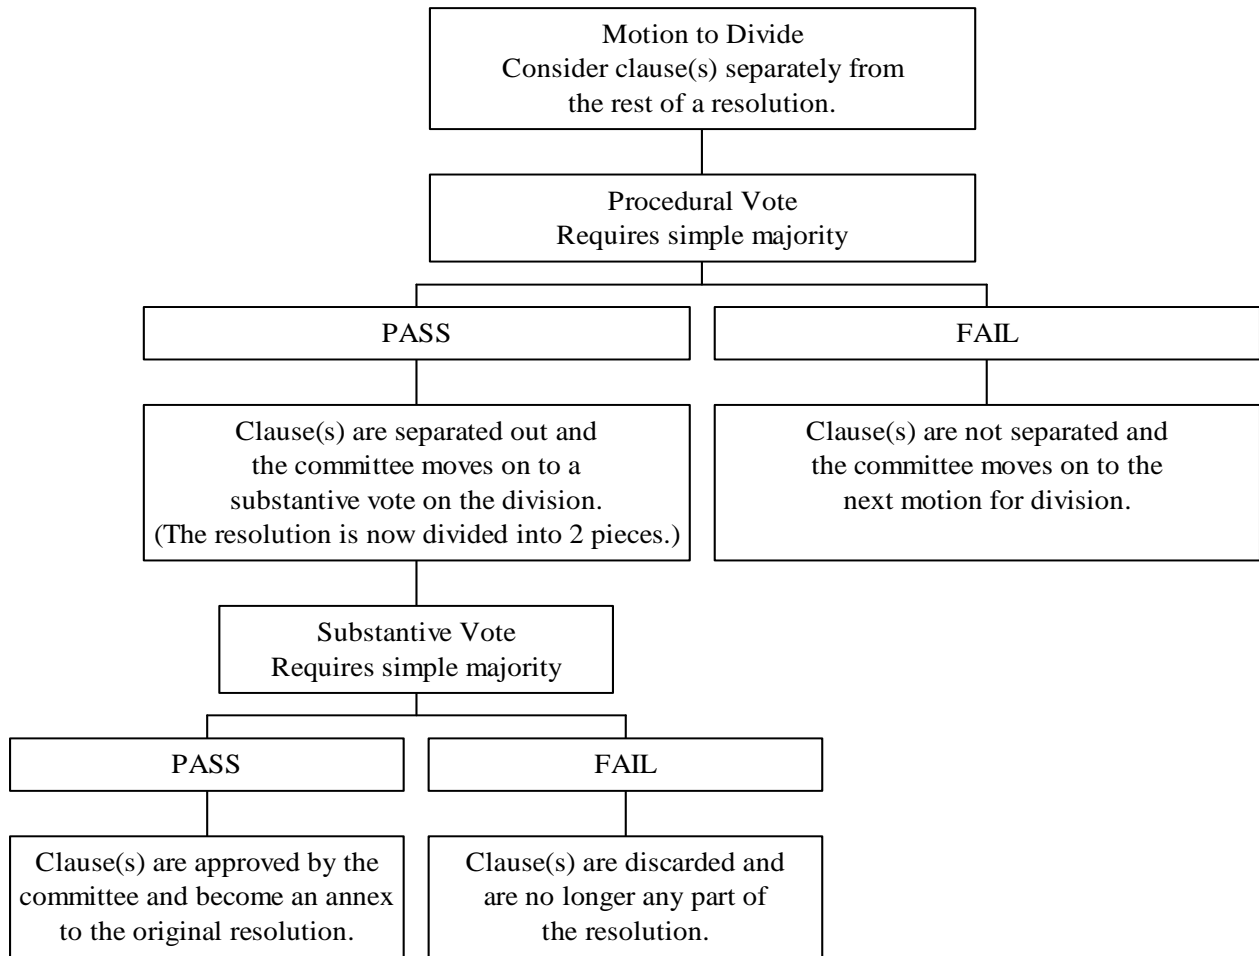 Motion to Divide
Consider clause(s) separately from
the rest of a resolution.
Procedural Vote
Requires simple majority
PASS
FAIL
Clause(s) are separated out and
the committee moves on to a
substantive vote on the division.
(The resolution is now divided into 2 pieces.)
Clause(s) are not separated and
the committee moves on to the
next motion for division.
Substantive Vote
Requires simple majority
PASS
FAIL
Clause(s) are approved by the
committee and become an annex
to the original resolution.
Clause(s) are discarded and
are no longer any part of
the resolution.